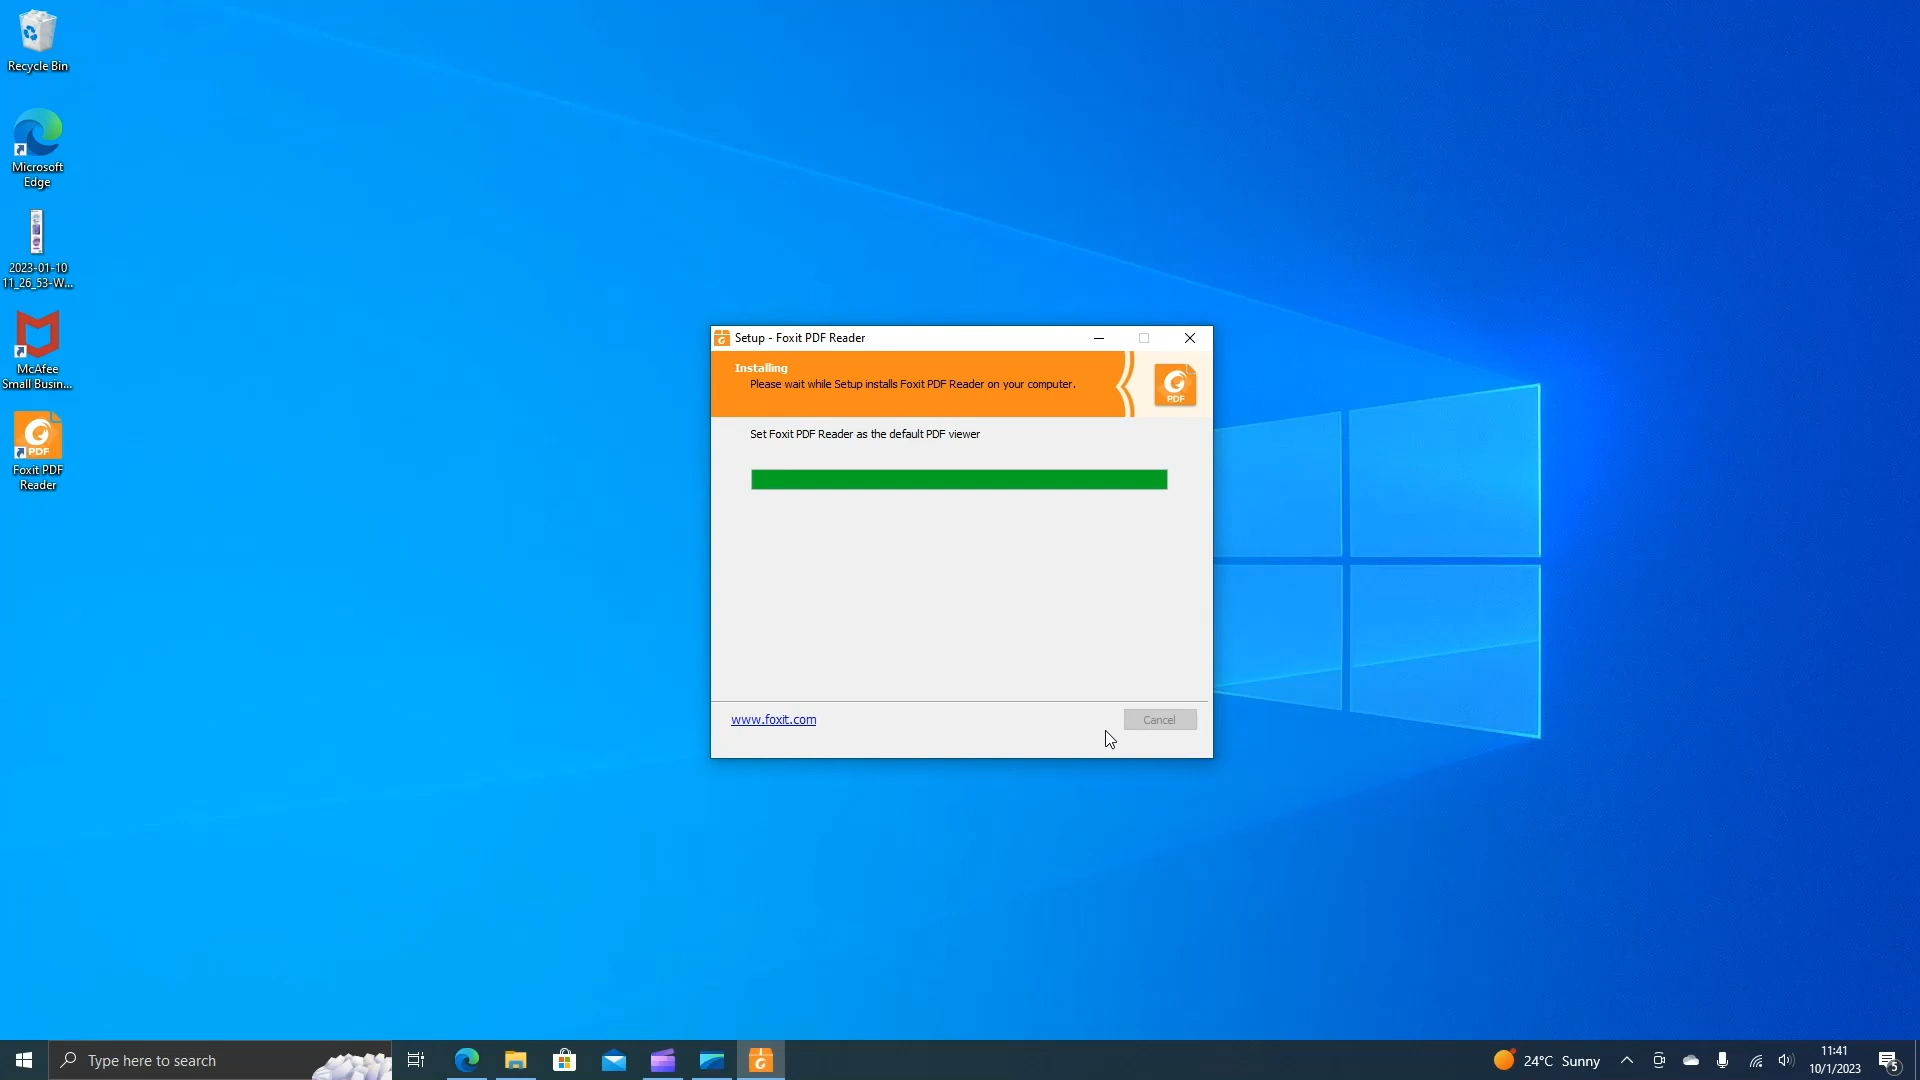 Recycle Bin
Microsoft
Edge
2023-01-10
11_26_53-W...
McAfee
Small Busin...
PDF
Foxit PDF
Reader
Setup - Foxit PDF Reader
Installing
Please wait while Setup installs Foxit PDF Reader on your computer.
PDF
Set Foxit PDF Reader as the default PDF viewer
www.foxit.com
Cancel
Type here to search
24°C Sunny
11:41
10/1/2023
5